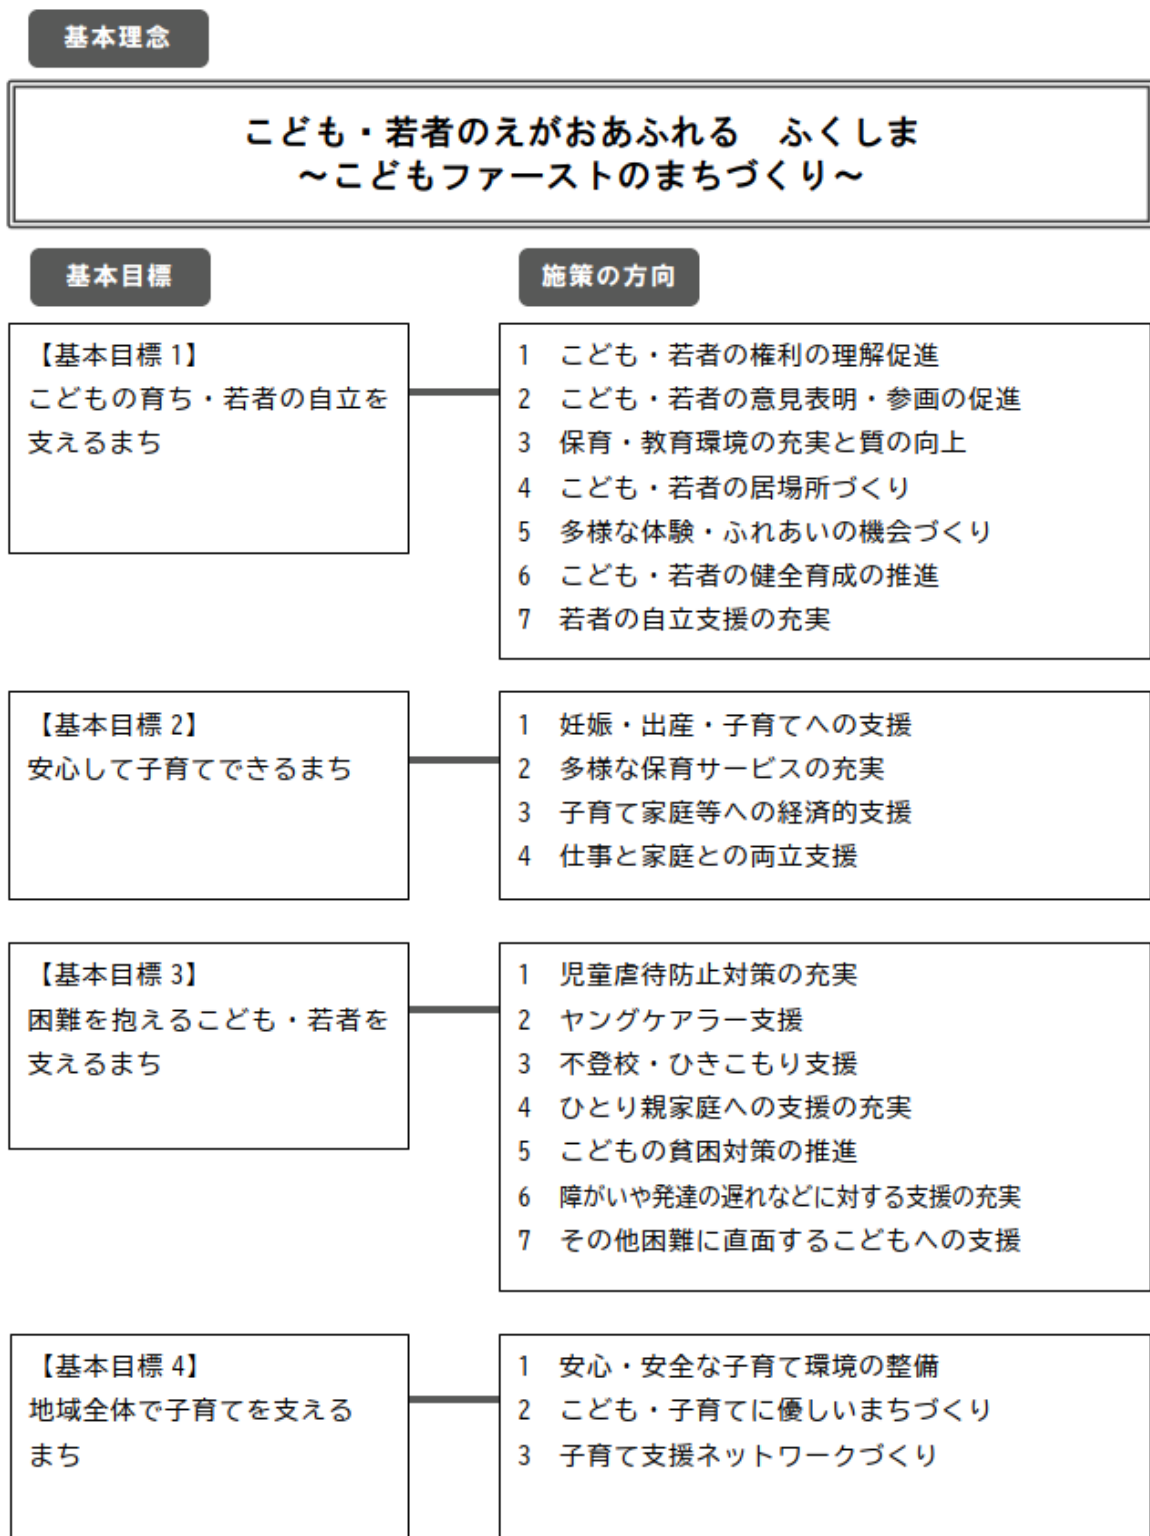 基本理念
こども・若者のえがおあふれる　ふくしま
～こどもファーストのまちづくり～
基本目標
施策の方向
【基本目標 1】
こどもの育ち・若者の自立を
支えるまち
1　こども・若者の権利の理解促進
2　こども・若者の意見表明・参画の促進
3　保育・教育環境の充実と質の向上
4　こども・若者の居場所づくり
5　多様な体験・ふれあいの機会づくり
6　こども・若者の健全育成の推進
7　若者の自立支援の充実
【基本目標 2】
安心して子育てできるまち
1　妊娠・出産・子育てへの支援
2　多様な保育サービスの充実
3　子育て家庭等への経済的支援
4　仕事と家庭との両立支援
【基本目標 3】
困難を抱えるこども・若者を
支えるまち
1　児童虐待防止対策の充実
2　ヤングケアラー支援
3　不登校・ひきこもり支援
4　ひとり親家庭への支援の充実
5　こどもの貧困対策の推進
6　障がいや発達の遅れなどに対する支援の充実
7　その他困難に直面するこどもへの支援
【基本目標 4】
地域全体で子育てを支える
まち
1　安心・安全な子育て環境の整備
2　こども・子育てに優しいまちづくり
3　子育て支援ネットワークづくり